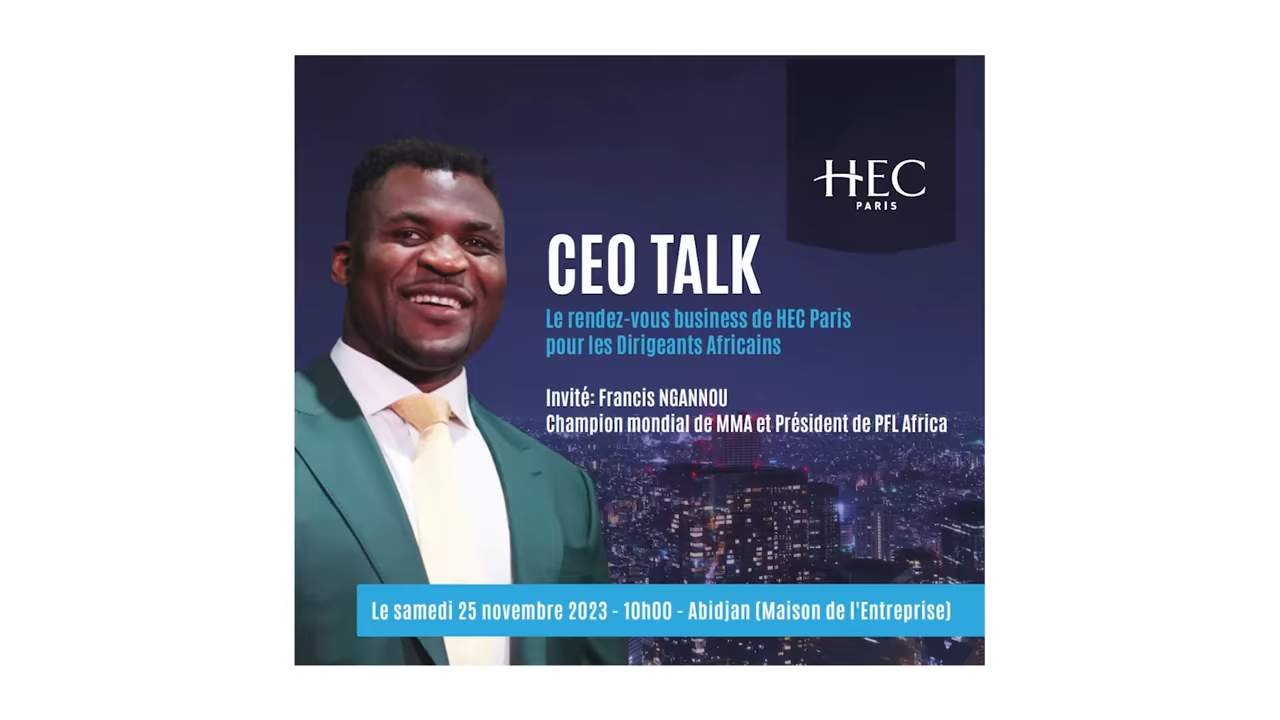 HEC
PARIS
CEO TALK
Le rendez-vous business de HEC Paris
pour les Dirigeants Africains
Invité: Francis NGANNOU
Champion mondial de MMA et Président de PFL Africa
Le samedi 25 novembre 2023 - 10h00 - Abidjan (Maison de l'Entreprise)